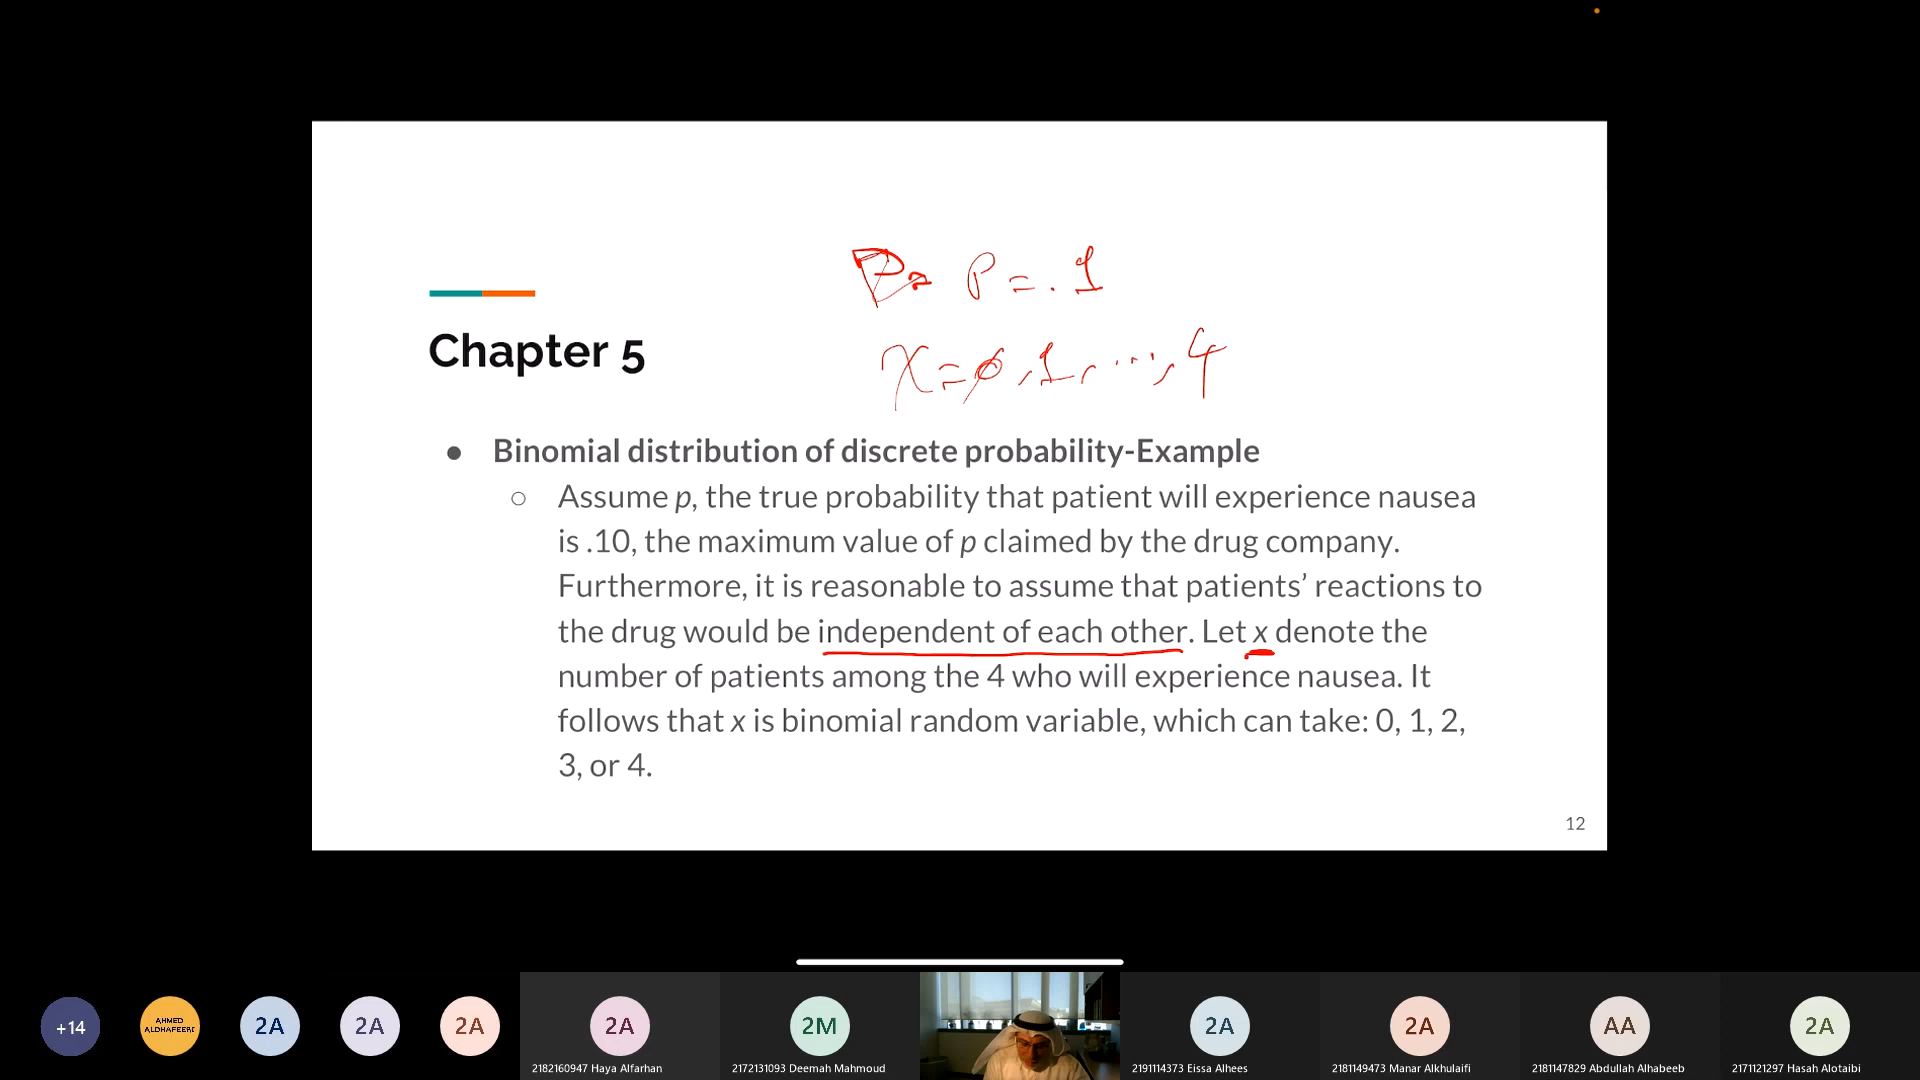 P= P=.1
x=0,1,...,4
Chapter 5
● Binomial distribution of discrete probability-Example
○ Assume p, the true probability that patient will experience nausea
is .10, the maximum value of p claimed by the drug company.
Furthermore, it is reasonable to assume that patients’ reactions to
the drug would be independent of each other. Let x denote the
number of patients among the 4 who will experience nausea. It
follows that x is binomial random variable, which can take: 0, 1, 2,
3, or 4.
12
+14
AHMED
ALDHAFEERI
2A
2A
2A
2A
2M
2A
2A
AA
2A
2182160947 Haya Alfarhan
2172131093 Deemah Mahmoud
2191114373 Eissa Alhees
2181149473 Manar Alkhulaifi
2181147829 Abdullah Alhabeeb
2171121297 Hasah Alotaibi